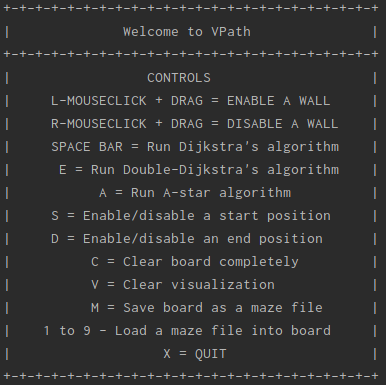 +-+-+-+-+-+-+-+-+-+-+-+-+-+-+-+-+-+-+-+-+-+-+-+
| Welcome to VPath |
+-+-+-+-+-+-+-+-+-+-+-+-+-+-+-+-+-+-+-+-+-+-+-+
| CONTROLS |
| L-MOUSECLICK + DRAG = ENABLE A WALL |
| R-MOUSECLICK + DRAG = DISABLE A WALL |
| SPACE BAR = Run Dijkstra's algorithm |
| E = Run Double-Dijkstra's algorithm |
| A = Run A-star algorithm |
| S = Enable/disable a start position |
| D = Enable/disable an end position |
| C = Clear board completely |
| V = Clear visualization |
| M = Save board as a maze file |
| 1 to 9 - Load a maze file into board |
| X = QUIT |
+-+-+-+-+-+-+-+-+-+-+-+-+-+-+-+-+-+-+-+-+-+-+-+